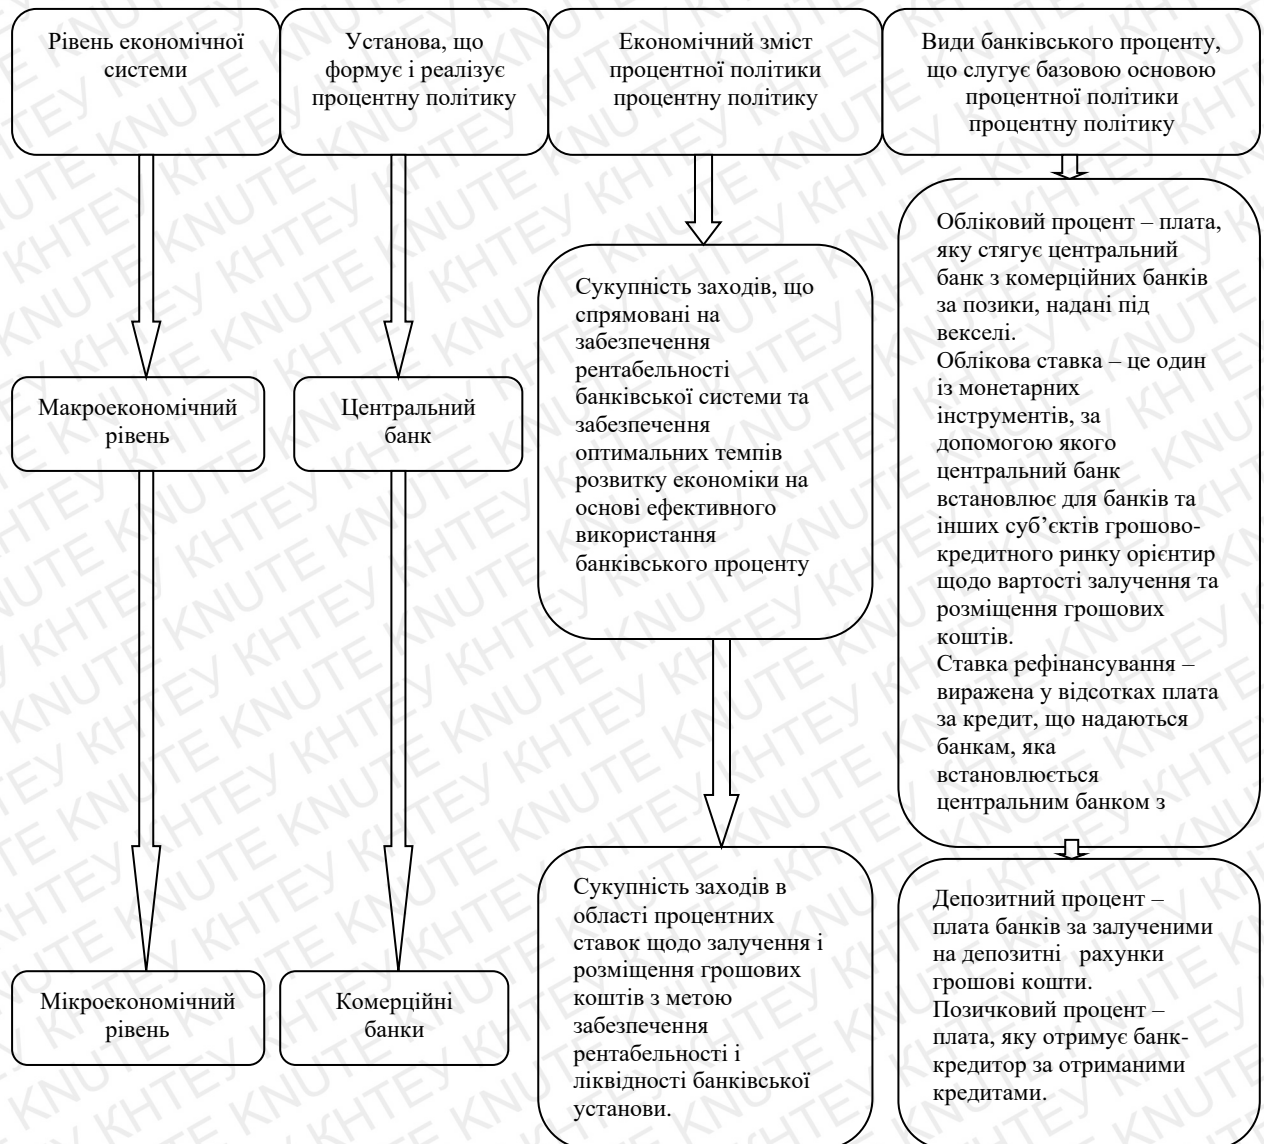 Рівень економічної
системи
Установа, що
формує і реалізує
процентну політику
Економічний зміст
процентної політики
процентну політику
Види банківського проценту,
що слугує базовою основою
процентної політики
процентну політику
Макроекономічний
рівень
Центральний
банк
Сукупність заходів, що
спрямовані на
забезпечення
рентабельності
банківської системи та
забезпечення
оптимальних темпів
розвитку економіки на
основі ефективного
використання
банківського проценту
Обліковий процент – плата,
яку стягує центральний
банк з комерційних банків
за позики, надані під
векселі.
Облікова ставка – це один
із монетарних
інструментів, за
допомогою якого
центральний банк
встановлює для банків та
інших суб’єктів грошово-
кредитного ринку орієнтир
щодо вартості залучення та
розміщення грошових
коштів.
Ставка рефінансування –
виражена у відсотках плата
за кредит, що надаються
банкам, яка
встановлюється
центральним банком з
Мікроекономічний
рівень
Комерційні
банки
Сукупність заходів в
області процентних
ставок щодо залучення і
розміщення грошових
коштів з метою
забезпечення
рентабельності і
ліквідності банківської
установи.
Депозитний процент –
плата банків за залученими
на депозитні рахунки
грошові кошти.
Позичковий процент –
плата, яку отримує банк-
кредитор за отриманими
кредитами.